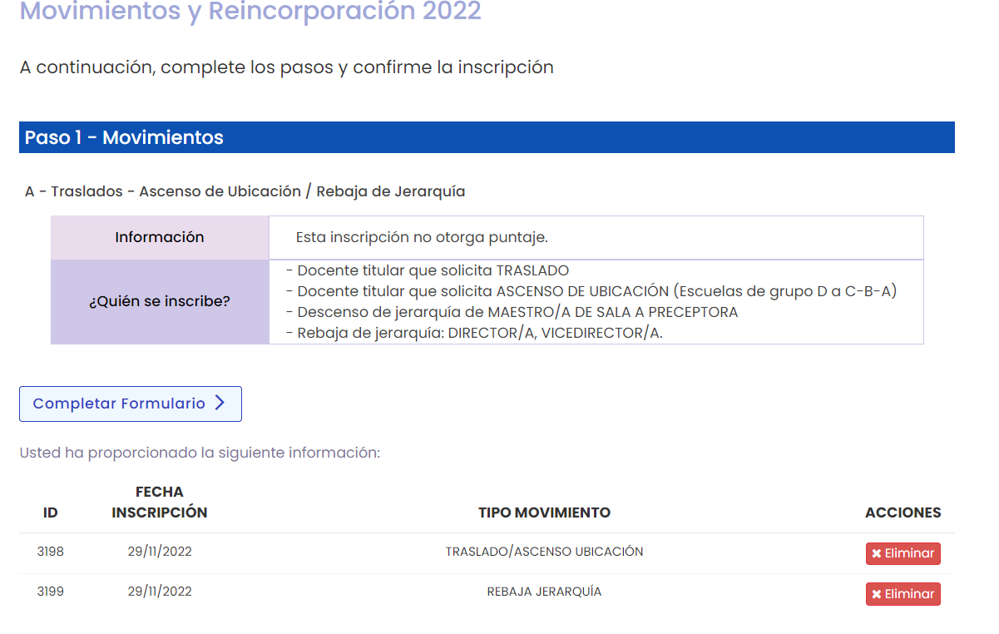 Movimientos y Reincorporación 2022
A continuación, complete los pasos y confirme la inscripción
Paso 1 - Movimientos
A - Traslados - Ascenso de Ubicación / Rebaja de Jerarquía
Información
Esta inscripción no otorga puntaje.
¿Quién se inscribe?
- Docente titular que solicita TRASLADO
- Docente titular que solicita ASCENSO DE UBICACIÓN (Escuelas de grupo D a C-B-A)
- Descenso de jerarquía de MAESTRO/A DE SALA A PRECEPTORA
- Rebaja de jerarquía: DIRECTOR/A, VICEDIRECTOR/A.
Completar Formulario
Usted ha proporcionado la siguiente información:
ID FECHA INSCRIPCIÓN TIPO MOVIMIENTO ACCIONES
3198 29/11/2022 TRASLADO/ASCENSO UBICACIÓN Eliminar
3199 29/11/2022 REBAJA JERARQUÍA Eliminar